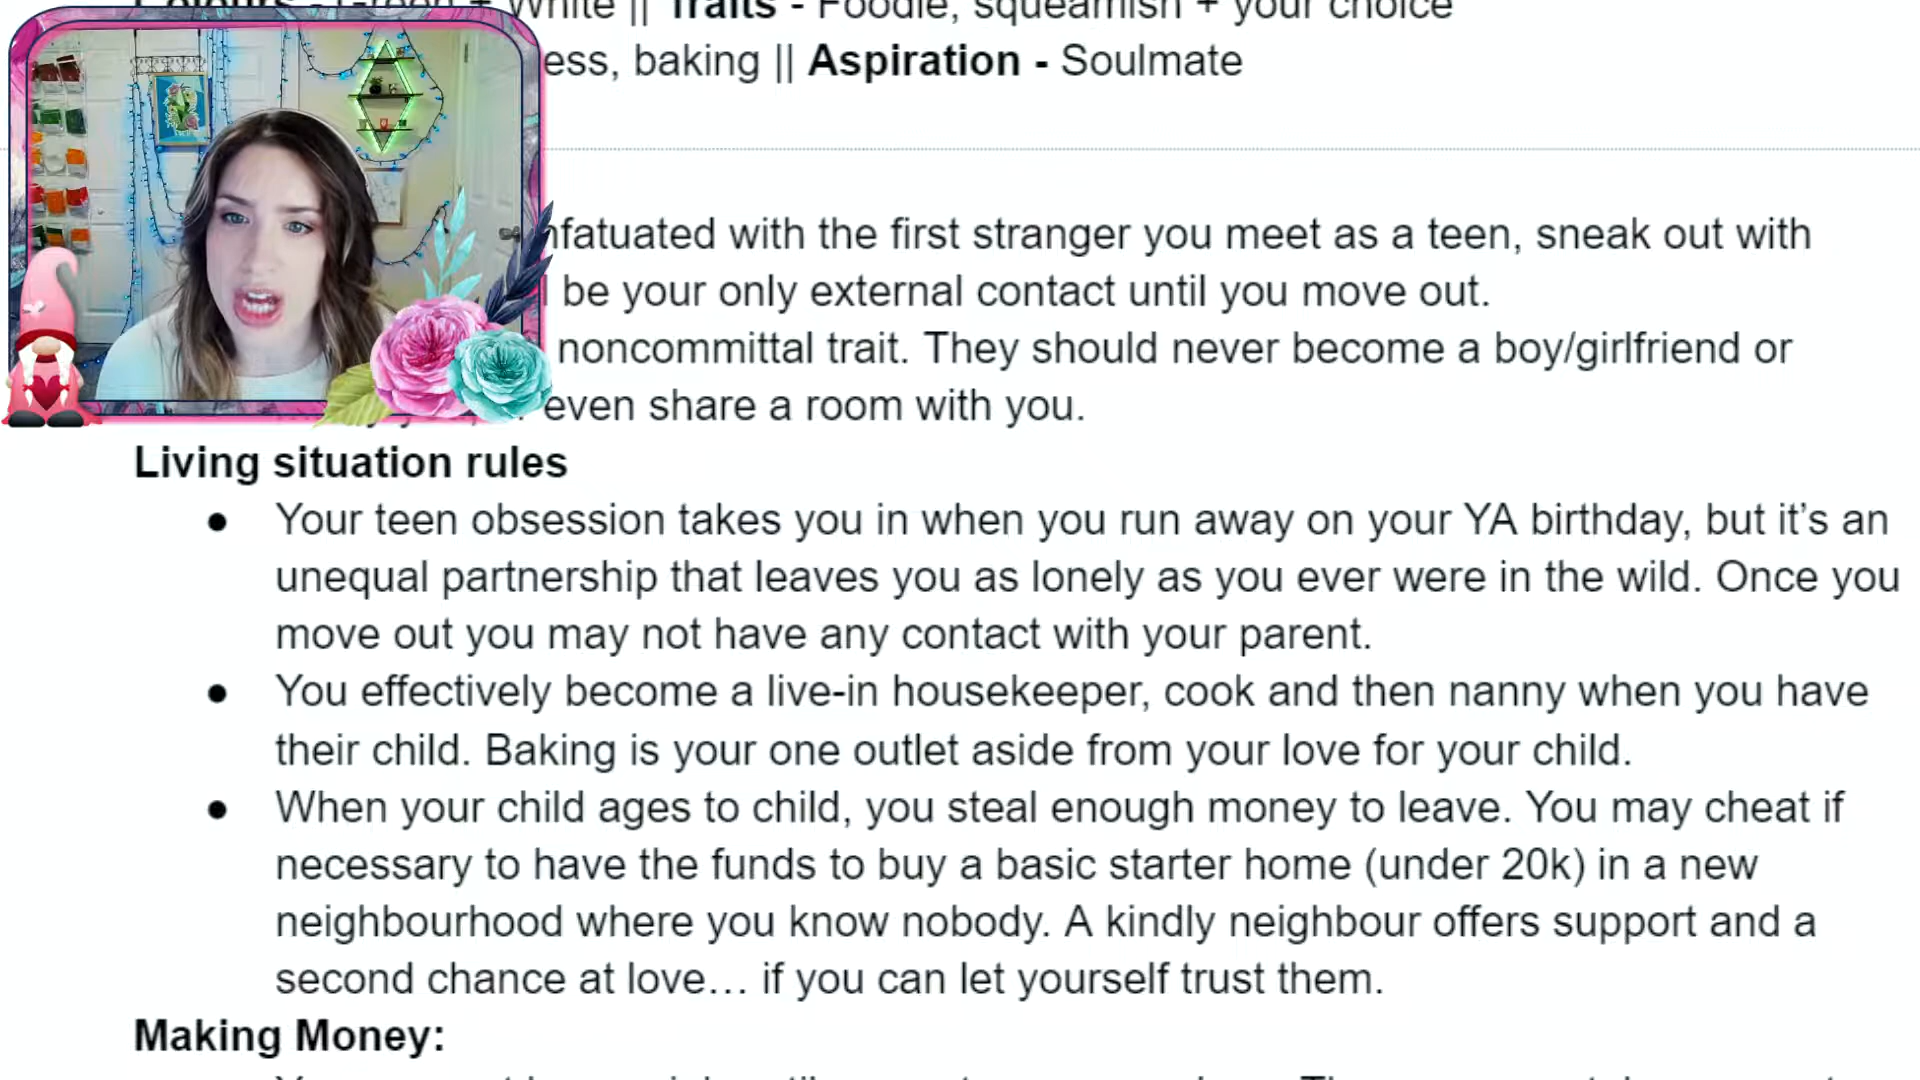 White || Traits - Foodie, squeamish + your choice
ess, baking || Aspiration - Soulmate
nfatuated with the first stranger you meet as a teen, sneak out with
be your only external contact until you move out.
noncommittal trait. They should never become a boy/girlfriend or
even share a room with you.
Living situation rules
● Your teen obsession takes you in when you run away on your YA birthday, but it’s an
unequal partnership that leaves you as lonely as you ever were in the wild. Once you
move out you may not have any contact with your parent.
● You effectively become a live-in housekeeper, cook and then nanny when you have
their child. Baking is your one outlet aside from your love for your child.
● When your child ages to child, you steal enough money to leave. You may cheat if
necessary to have the funds to buy a basic starter home (under 20k) in a new
neighbourhood where you know nobody. A kindly neighbour offers support and a
second chance at love… if you can let yourself trust them.
Making Money: